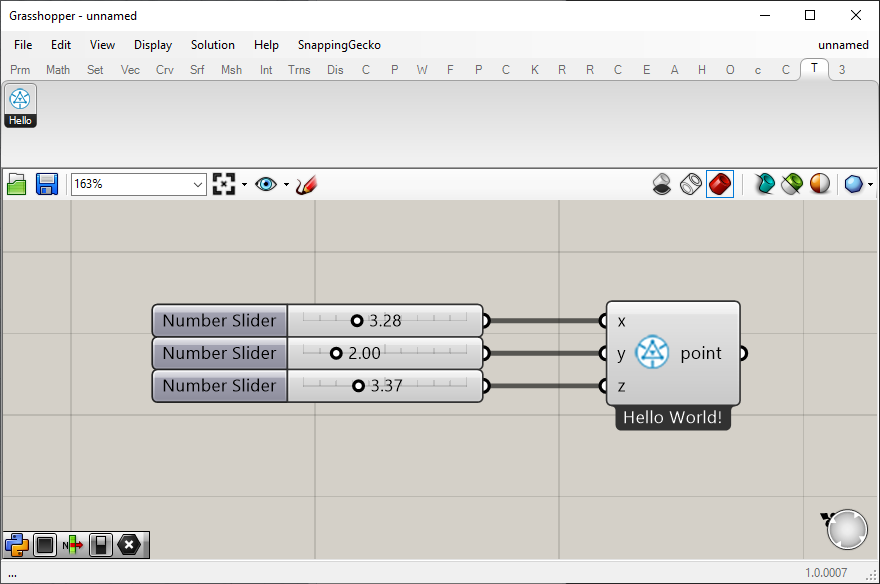 Grasshopper - unnamed
File Edit View Display Solution Help SnappingGecko unnamed
Prm Math Set Vec Crv Srf Msh Int Trns Dis C P W F P C K R R C E A H O c C T 3
Hello
163%
Number Slider 3.28
Number Slider 2.00
Number Slider 3.37
x
y point
z
Hello World!
N
... 1.0.0007